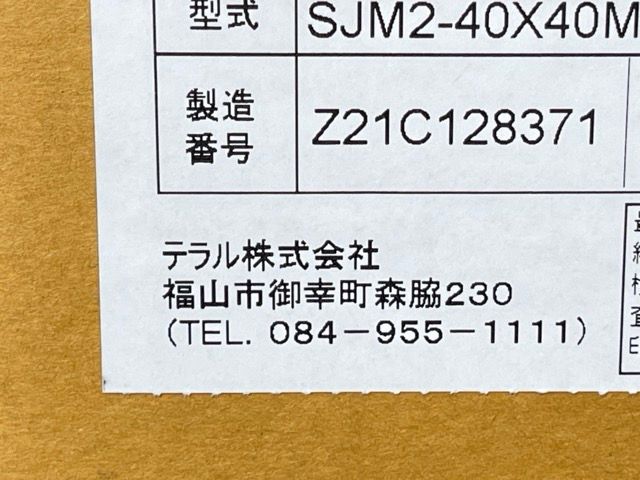 型式 SJM2-40X40M
製造番号 Z21C128371
テラル株式会社
福山市御幸町森脇230
(TEL. 084-955-1111)